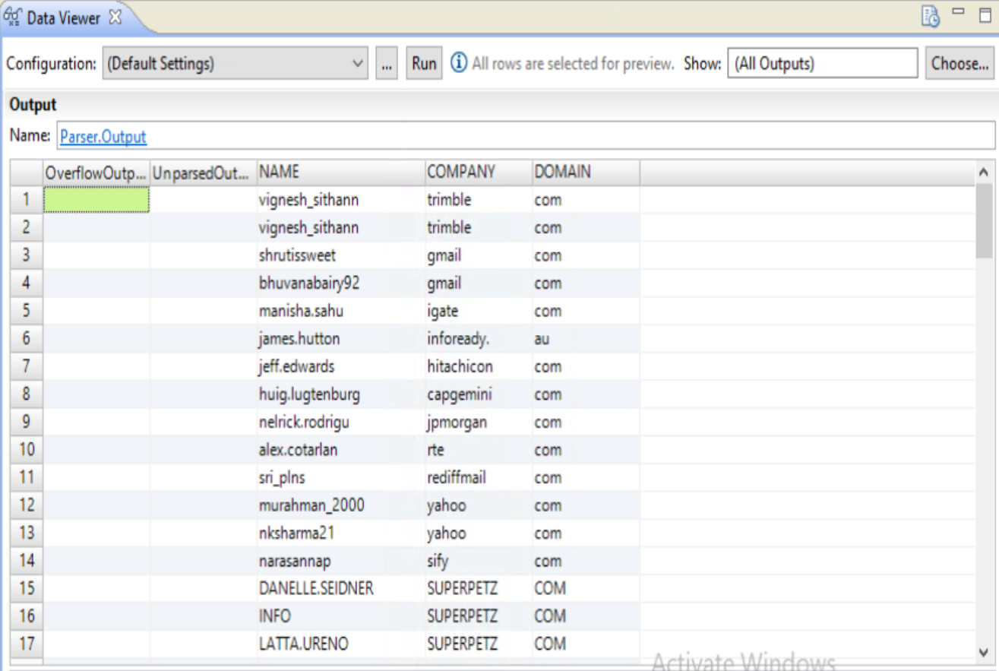 Data Viewer
Configuration: (Default Settings) ... Run All rows are selected for preview. Show: (All Outputs) Choose...
Output
Name: Parser.Output
OverflowOutp... UnparsedOut... NAME COMPANY DOMAIN
1 vignesh_sithann trimble com
2 vignesh_sithann trimble com
3 shrutissweet gmail com
4 bhuvanabairy92 gmail com
5 manisha.sahu igate com
6 james.hutton infoready. au
7 jeff.edwards hitachicon com
8 huig.lugtenburg capgemini com
9 nelrick.rodrigu jpmorgan com
10 alex.cotarlan rte com
11 sri_plns rediffmail com
12 murahman_2000 yahoo com
13 nksharma21 yahoo com
14 narasannap sify com
15 DANELLE.SEIDNER SUPERPETZ COM
16 INFO SUPERPETZ COM
17 LATTA.URENO SUPERPETZ COM
Activate Windows